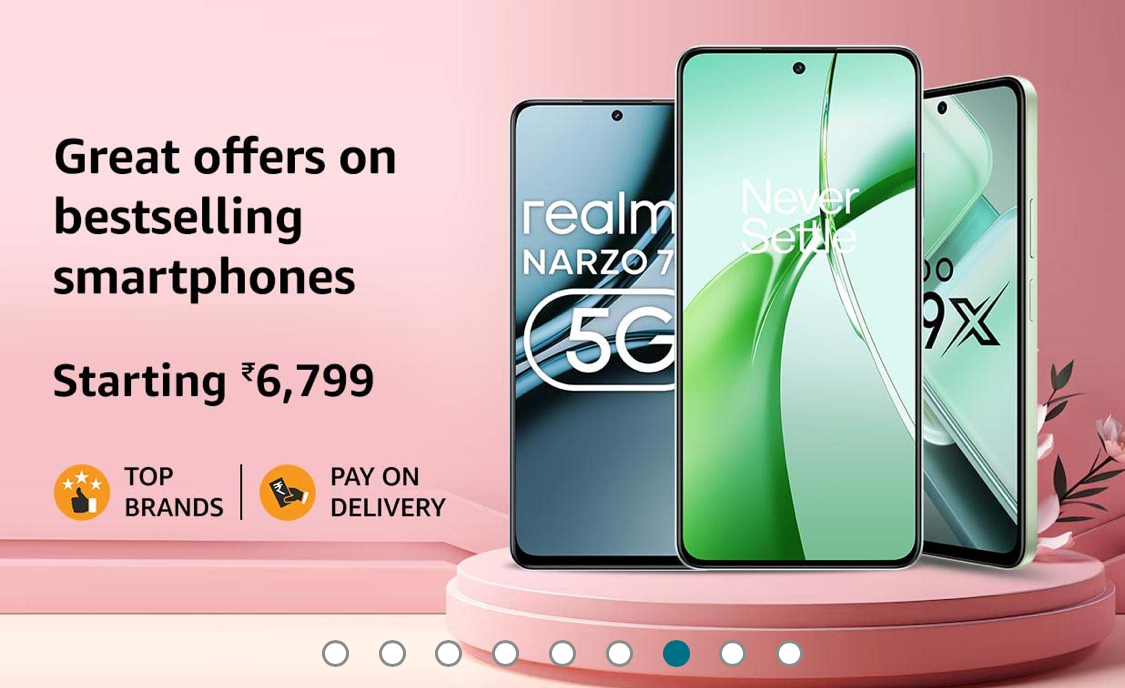 Great offers on
bestselling
smartphones
Starting ₹6,799
TOP
BRANDS
PAY ON
DELIVERY
realm
NARZO 7
5G
Never
Settle
9X